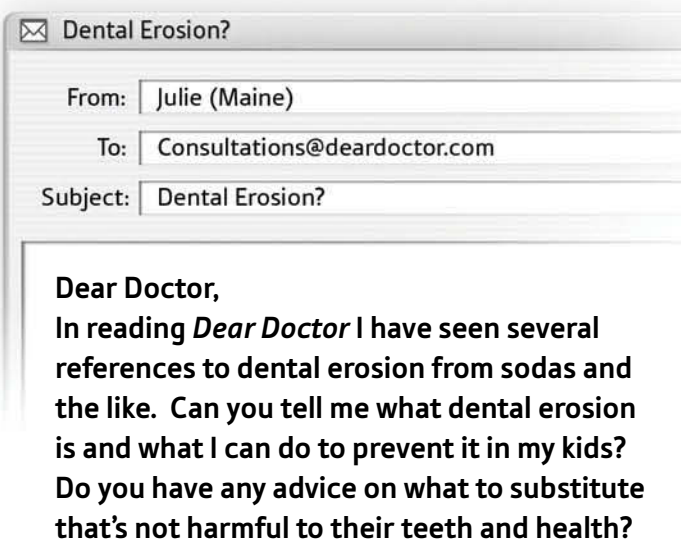 Dental Erosion?
From: Julie (Maine)
To: Consultations@deardoctor.com
Subject: Dental Erosion?
Dear Doctor,
In reading Dear Doctor I have seen several
references to dental erosion from sodas and
the like.  Can you tell me what dental erosion
is and what I can do to prevent it in my kids?
Do you have any advice on what to substitute
that's not harmful to their teeth and health?